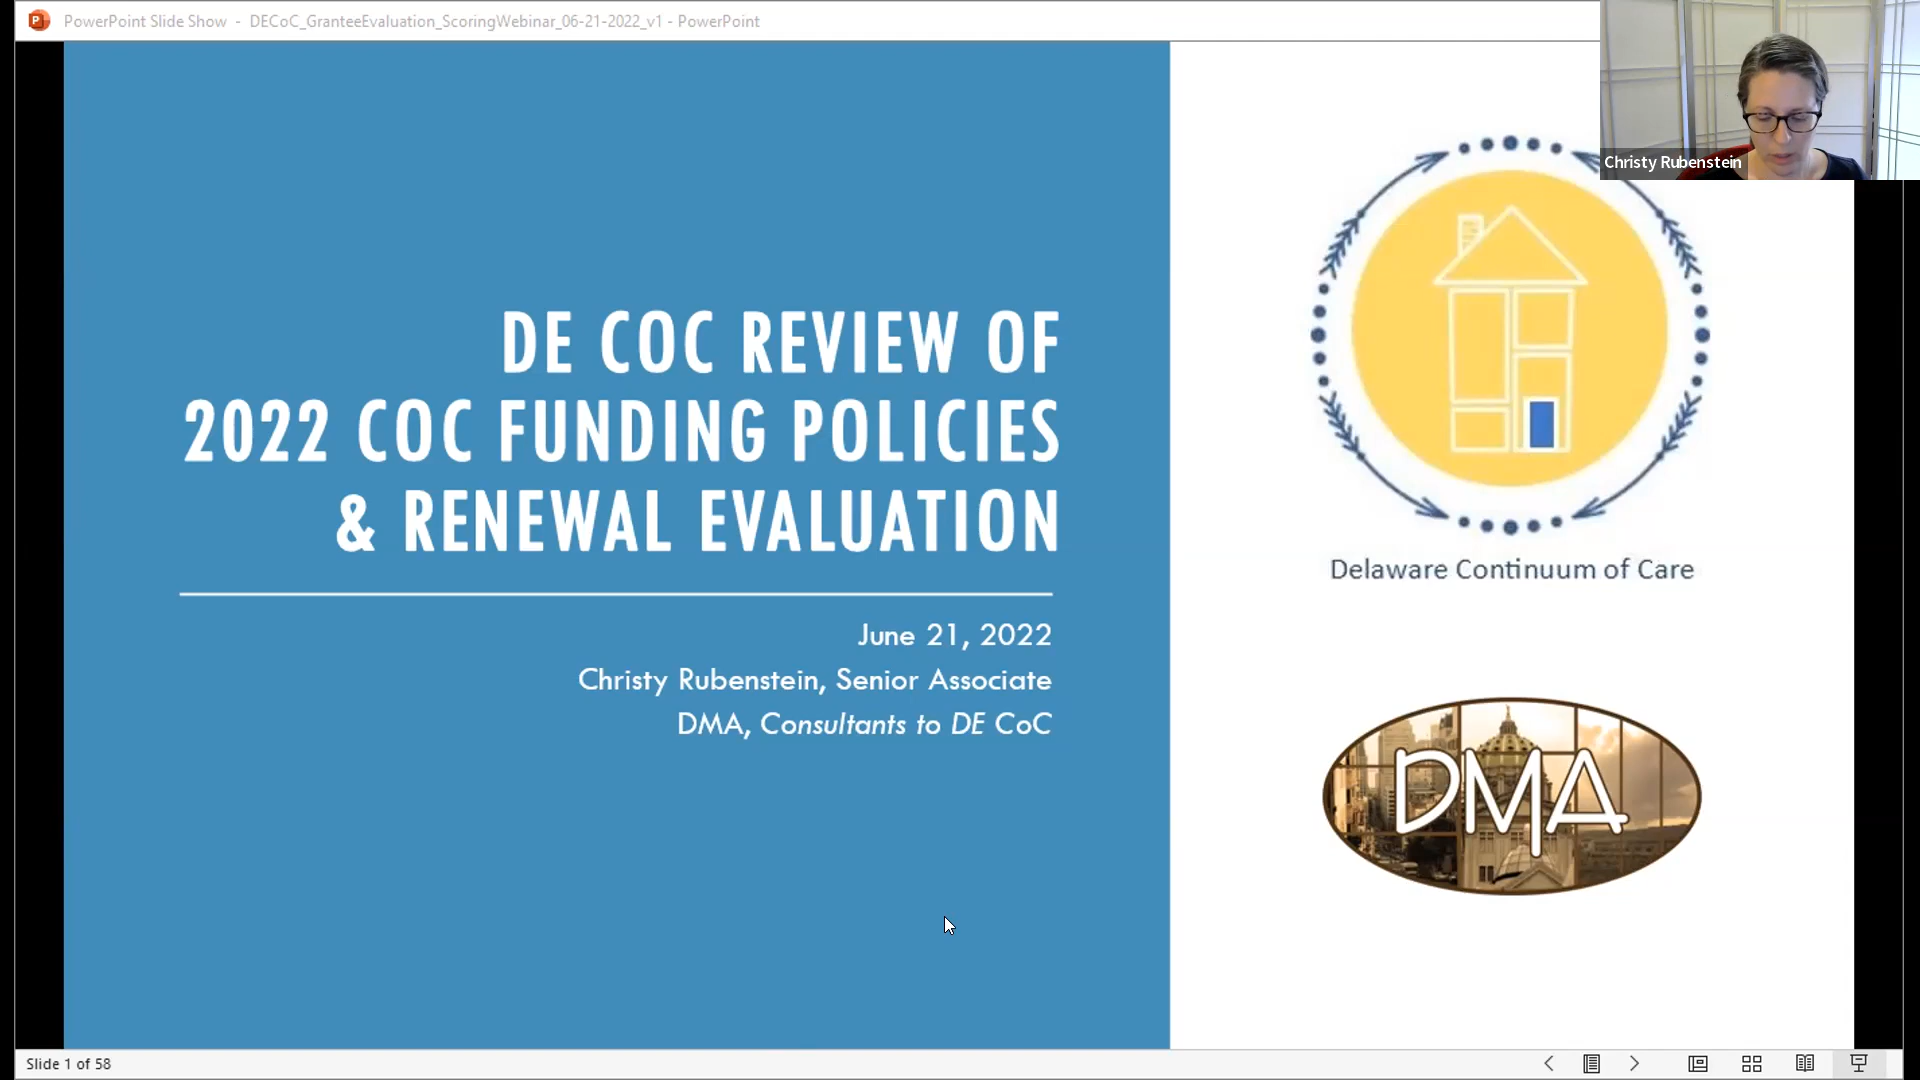 PowerPoint Slide Show - DECoC_GranteeEvaluation_ScoringWebinar_06-21-2022_v1 - PowerPoint
Christy Rubenstein
DE COC REVIEW OF
2022 COC FUNDING POLICIES
& RENEWAL EVALUATION
June 21, 2022
Christy Rubenstein, Senior Associate
DMA, Consultants to DE CoC
Delaware Continuum of Care
DMA
Slide 1 of 58